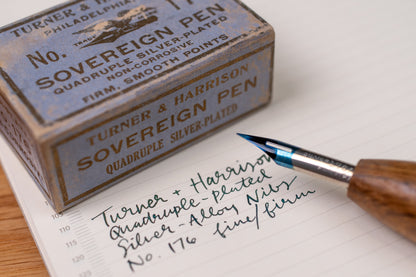 TURNER & HARRISON
PHILADELPHIA
No.
SOVEREIGN PEN
QUADRUPLE SILVER-PLATED
NON-CORROSIVE
FIRM, SMOOTH POINTS
TURNER & HARRISON
SOVEREIGN PEN
QUADRUPLE SILVER-PLATED
Turner + Harrison
Quadruple-Plated
Silver-Alloy Nibs
No. 176 fine/firm
110
115
120
125